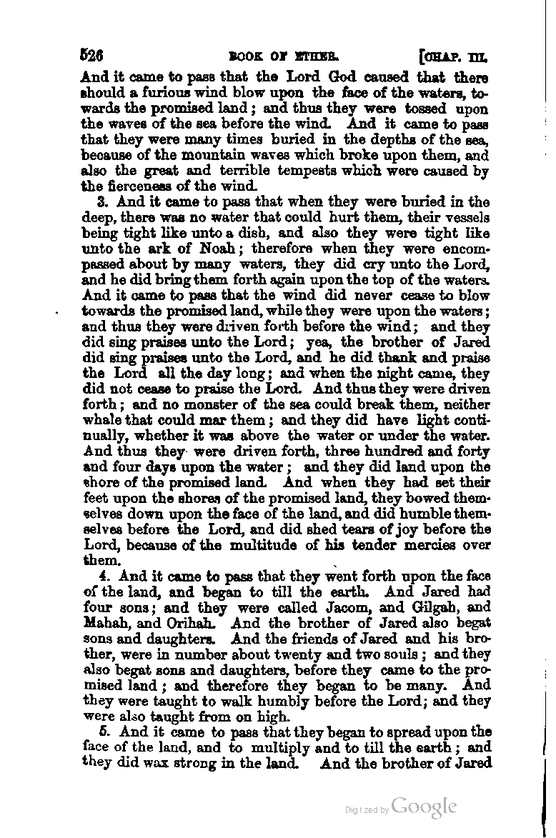 526 BOOK OF ETHER. [CHAP. III.
And it came to pass that the Lord God caused that there
should a furious wind blow upon the face of the waters, to-
wards the promised land; and thus they were tossed upon
the waves of the sea before the wind. And it came to pass
that they were many times buried in the depths of the sea,
because of the mountain waves which broke upon them, and
also the great and terrible tempests which were caused by
the fierceness of the wind.
3. And it came to pass that when they were buried in the
deep, there was no water that could hurt them, their vessels
being tight like unto a dish, and also they were tight like
unto the ark of Noah; therefore when they were encom-
passed about by many waters, they did cry unto the Lord,
and he did bring them forth again upon the top of the waters.
And it came to pass that the wind did never cease to blow
towards the promised land, while they were upon the waters;
and thus they were driven forth before the wind; and they
did sing praises unto the Lord; yea, the brother of Jared
did sing praises unto the Lord, and he did thank and praise
the Lord all the day long; and when the night came, they
did not cease to praise the Lord. And thus they were driven
forth; and no monster of the sea could break them, neither
whale that could mar them; and they did have light conti-
nually, whether it was above the water or under the water.
And thus they were driven forth, three hundred and forty
and four days upon the water; and they did land upon the
shore of the promised land. And when they had set their
feet upon the shores of the promised land, they bowed them-
selves down upon the face of the land, and did humble them-
selves before the Lord, and did shed tears of joy before the
Lord, because of the multitude of his tender mercies over
them.
4. And it came to pass that they went forth upon the face
of the land, and began to till the earth. And Jared had
four sons; and they were called Jacom, and Gilgah, and
Mahah, and Orihah. And the brother of Jared also begat
sons and daughters. And the friends of Jared and his bro-
ther, were in number about twenty and two souls; and they
also begat sons and daughters, before they came to the pro-
mised land; and therefore they began to be many. And
they were taught to walk humbly before the Lord; and they
were also taught from on high.
5. And it came to pass that they began to spread upon the
face of the land, and to multiply and to till the earth; and
they did wax strong in the land. And the brother of Jared
Digitized by Google